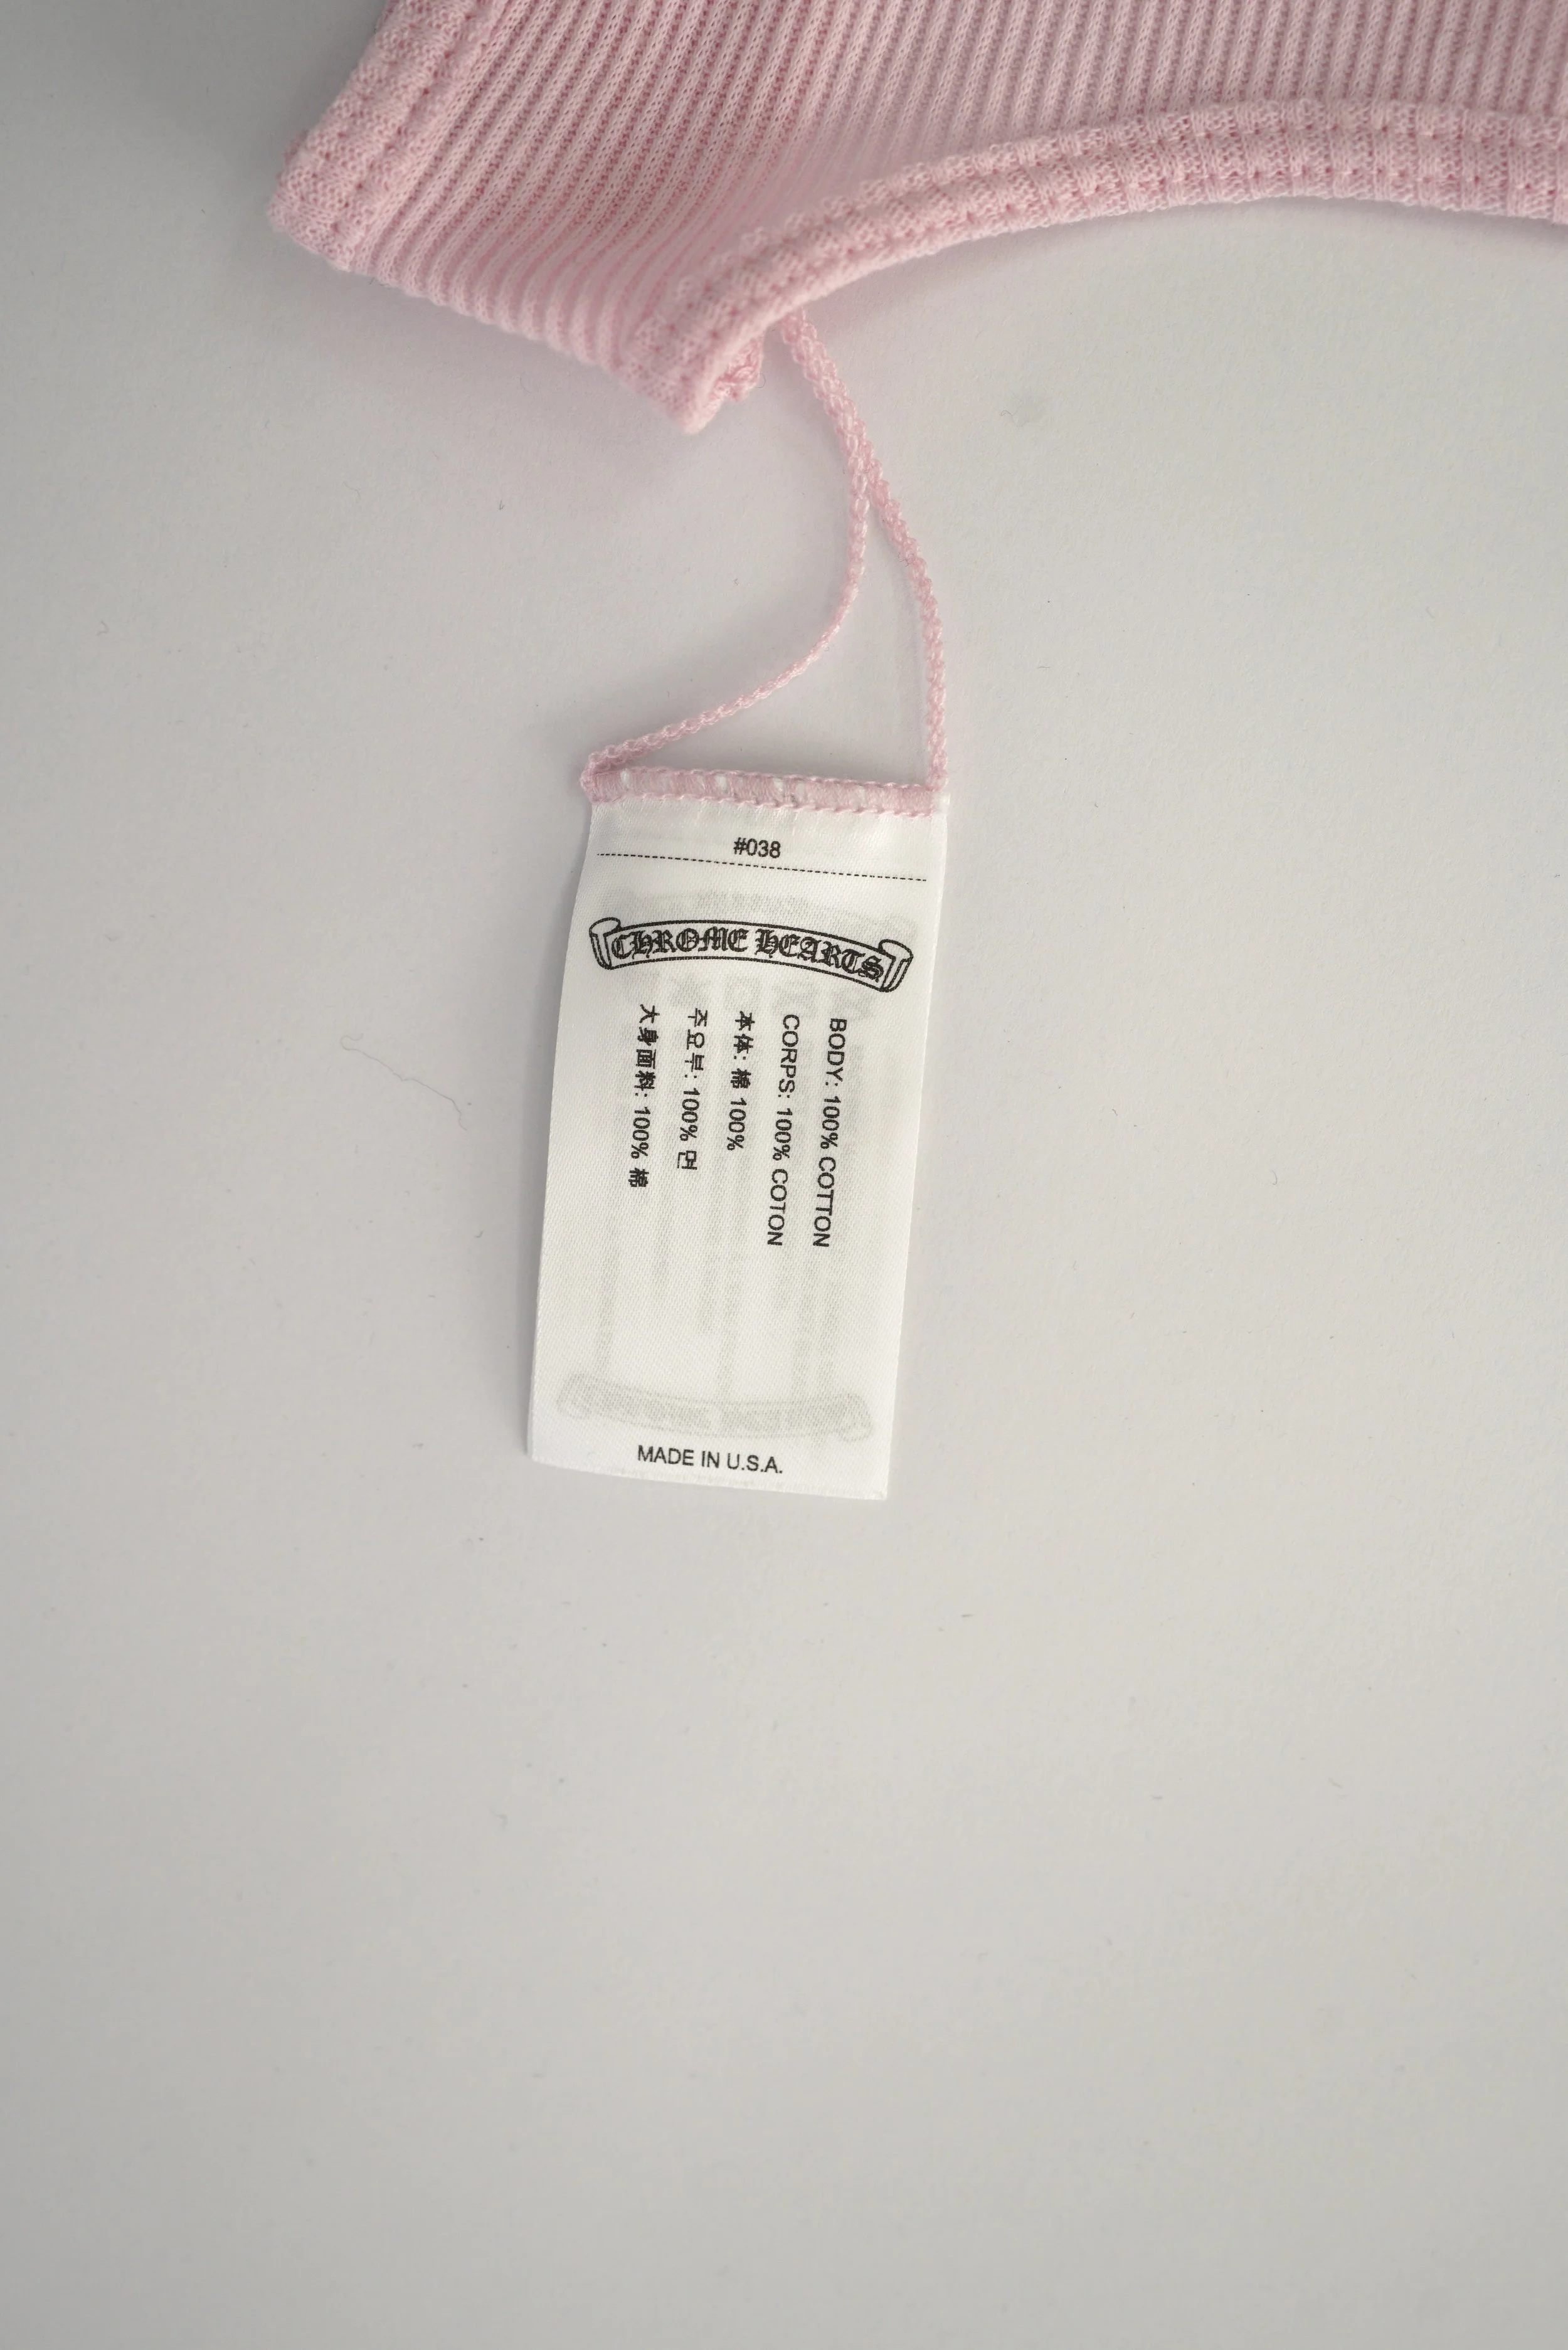 #038
CHROME HEARTS
BODY: 100% COTTON
CORPS: 100% COTON
本体: 棉 100%
주요부: 100% 면
大身面料: 100% 棉
MADE IN U.S.A.